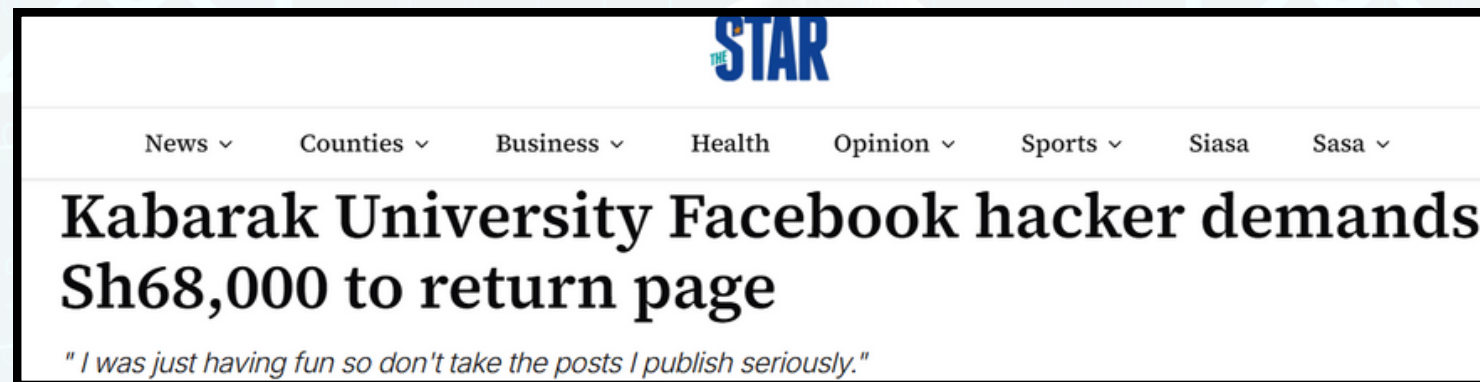 THE STAR
News Counties Business Health Opinion Sports Siasa Sasa
Kabarak University Facebook hacker demands
Sh68,000 to return page
" I was just having fun so don't take the posts I publish seriously."